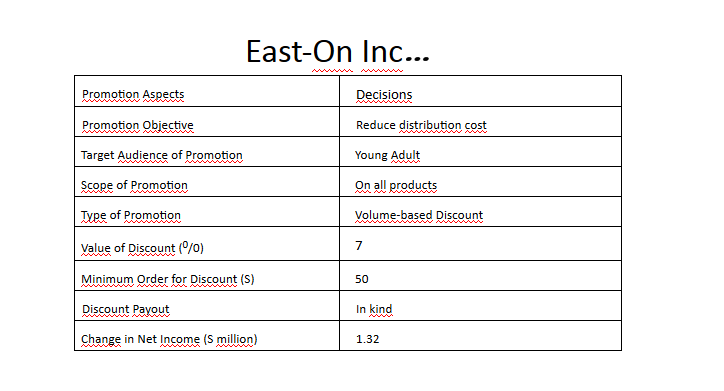 East-On Inc...
Promotion Aspects Decisions
Promotion Objective Reduce distribution cost
Target Audience of Promotion Young Adult
Scope of Promotion On all products
Type of Promotion Volume-based Discount
Value of Discount (⁰/0) 7
Minimum Order for Discount (S) 50
Discount Payout In kind
Change in Net Income (S million) 1.32